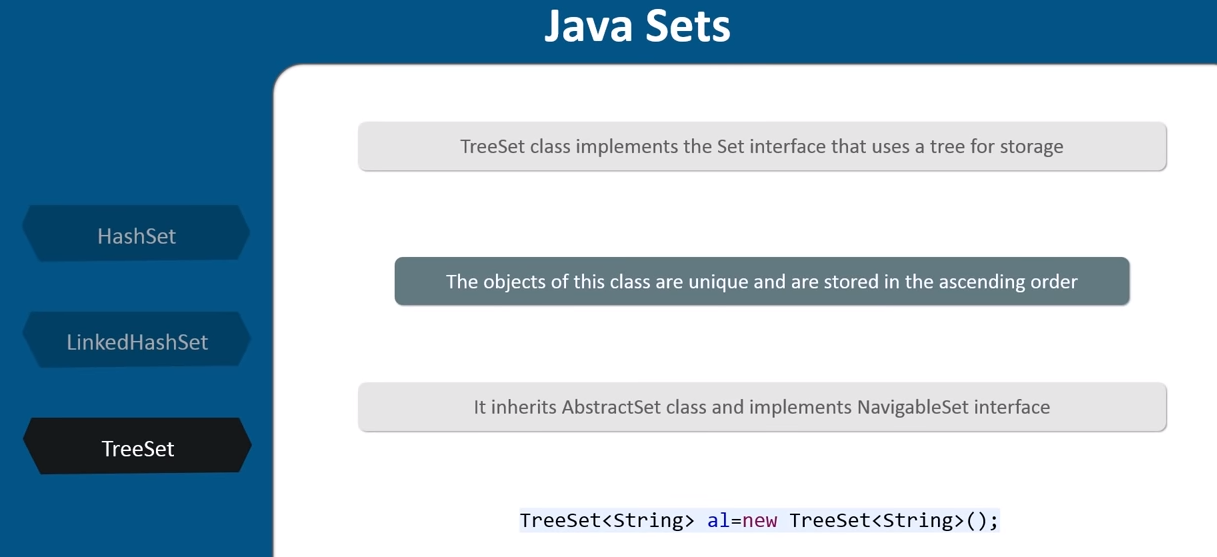 Java Sets
TreeSet class implements the Set interface that uses a tree for storage
HashSet
The objects of this class are unique and are stored in the ascending order
LinkedHashSet
It inherits AbstractSet class and implements NavigableSet interface
TreeSet
TreeSet<String> al=new TreeSet<String>();